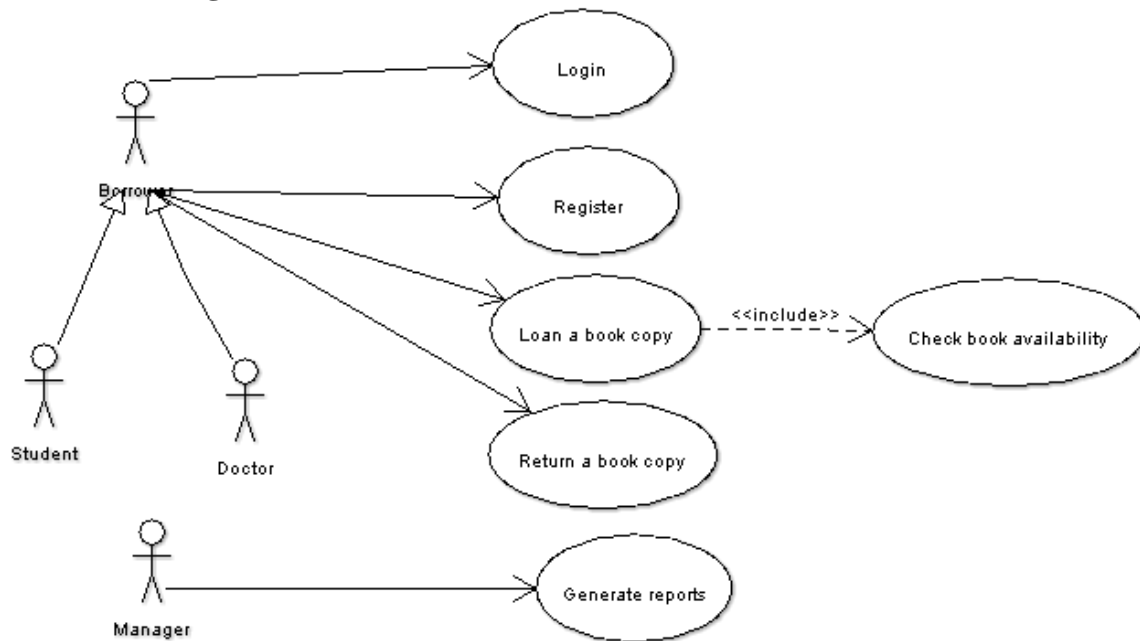 Login
Borrower
Register
Loan a book copy
<<include>>
Check book availability
Student
Doctor
Return a book copy
Manager
Generate reports